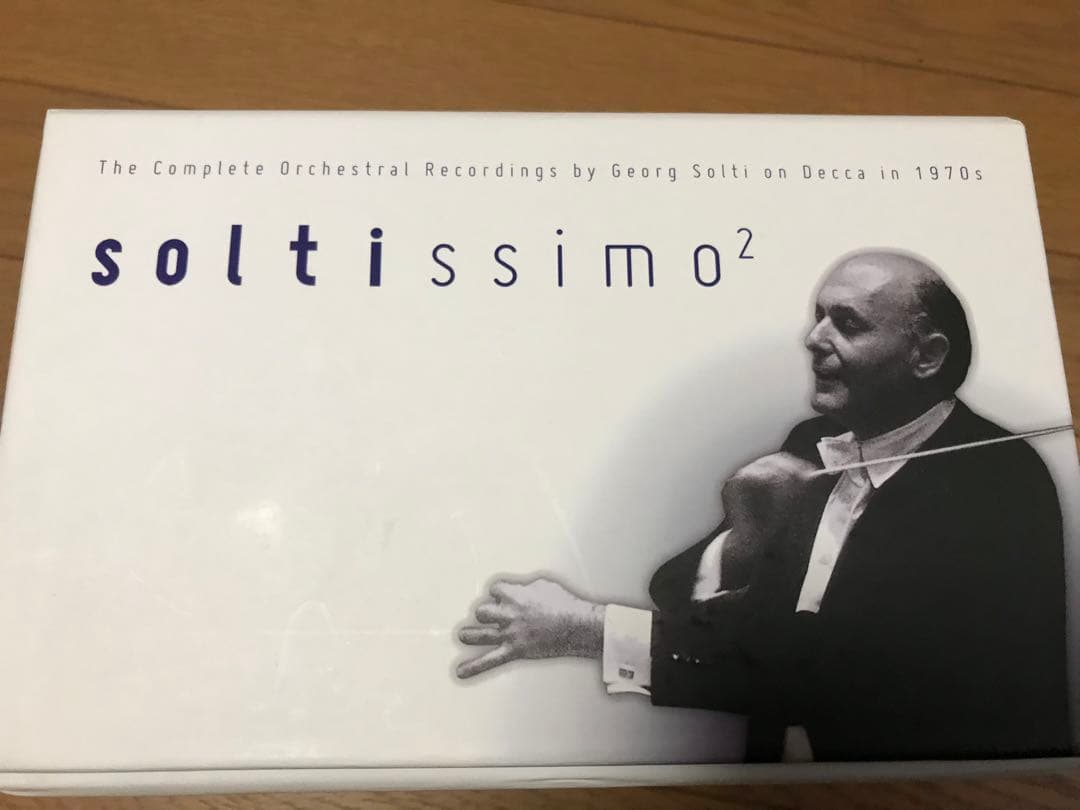 The Complete Orchestral Recordings by Georg Solti on Decca in 1970s
soltissimo²